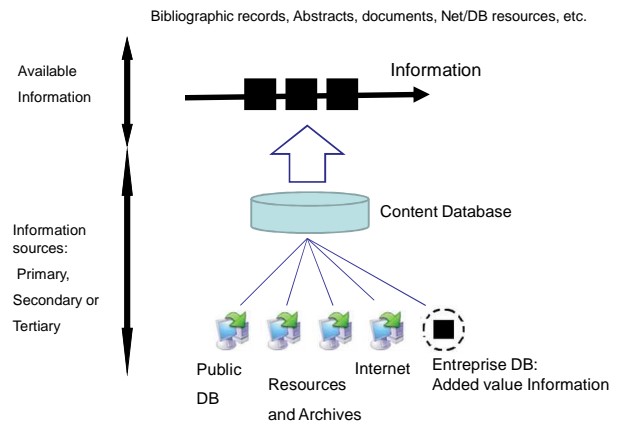 Bibliographic records, Abstracts, documents, Net/DB resources, etc.
Available
Information
Information
Content Database
Information
sources:
Primary,
Secondary or
Tertiary
Public
DB
Resources
and Archives
Internet
Entreprise DB:
Added value Information